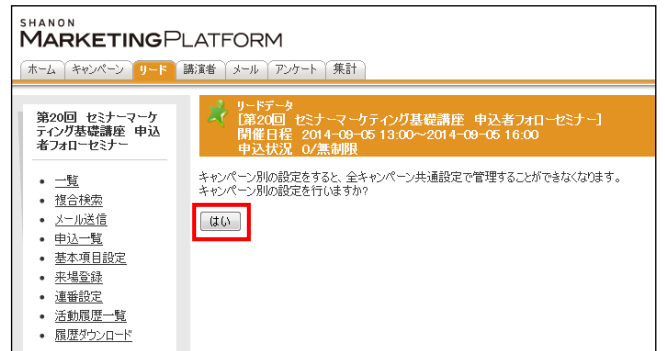 SHANON
MARKETINGPLATFORM
ホーム キャンペーン リード 講演者 メール アンケート 集計
第20回 セミナーマーケ
ティング基礎講座 申込
者フォローセミナー
• 一覧
• 複合検索
• メール送信
• 申込一覧
• 基本項目設定
• 来場登録
• 連番設定
• 活動履歴一覧
• 履歴ダウンロード
リードデータ
[第20回 セミナーマーケティング基礎講座 申込者フォローセミナー]
開催日程 2014-09-05 13:00～2014-09-05 16:00
申込状況 0/無制限
キャンペーン別の設定をすると、全キャンペーン共通設定で管理することができなくなります。
キャンペーン別の設定を行いますか?
はい